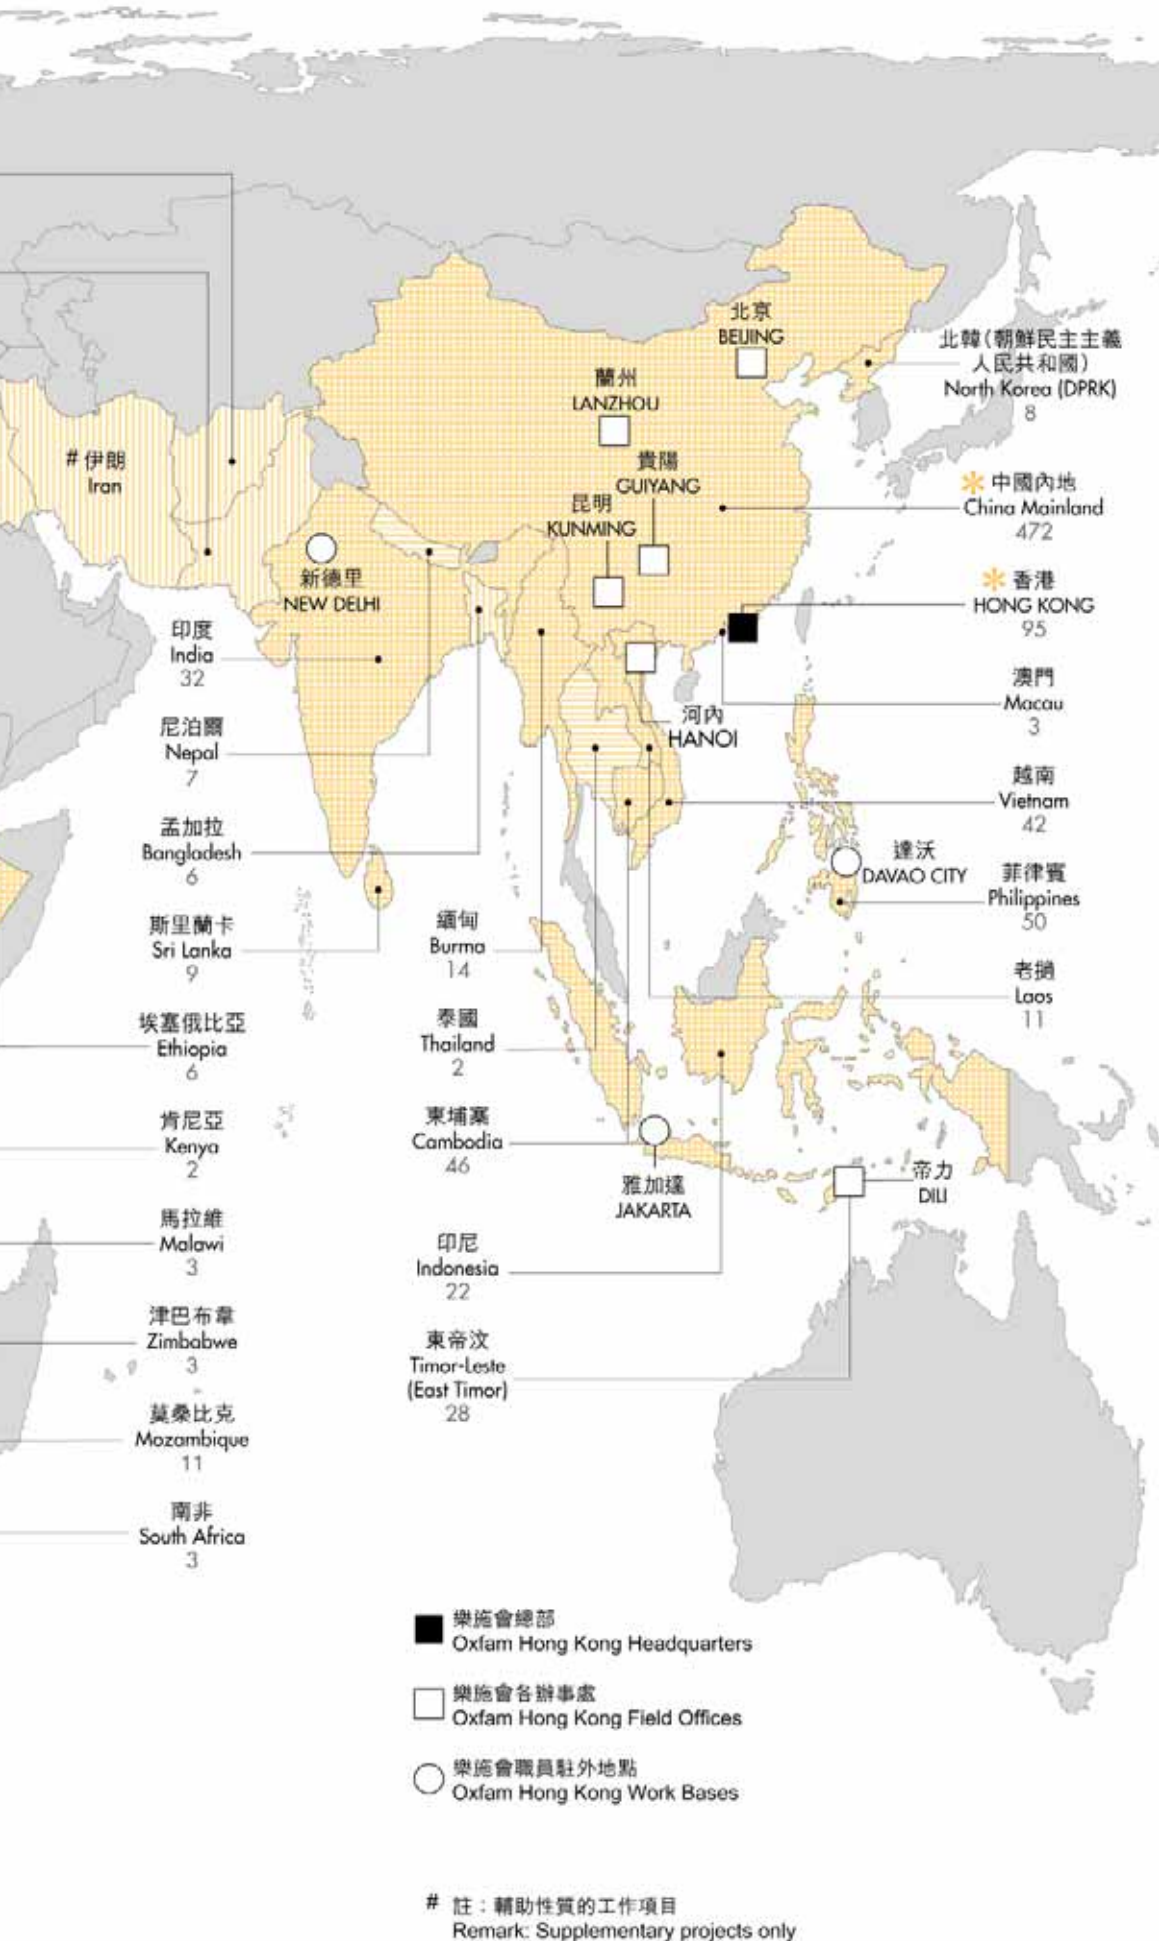 北京
BEIJING
蘭州
LANZHOU
貴陽
GUIYANG
昆明
KUNMING
北韓(朝鮮民主主義
人民共和國)
North Korea (DPRK)
8
# 伊朗
Iran
* 中國內地
China Mainland
472
* 香港
HONG KONG
95
新德里
NEW DELHI
印度
India
32
澳門
Macau
3
河內
HANOI
尼泊爾
Nepal
7
越南
Vietnam
42
孟加拉
Bangladesh
6
達沃
DAVAO CITY
菲律賓
Philippines
50
斯里蘭卡
Sri Lanka
9
緬甸
Burma
14
老撾
Laos
11
埃塞俄比亞
Ethiopia
6
泰國
Thailand
2
肯尼亞
Kenya
2
柬埔寨
Cambodia
46
雅加達
JAKARTA
帝力
DILI
馬拉維
Malawi
3
印尼
Indonesia
22
津巴布韋
Zimbabwe
3
東帝汶
Timor-Leste
(East Timor)
28
莫桑比克
Mozambique
11
南非
South Africa
3
樂施會總部
Oxfam Hong Kong Headquarters
樂施會各辦事處
Oxfam Hong Kong Field Offices
樂施會職員駐外地點
Oxfam Hong Kong Work Bases
# 註：輔助性質的工作項目
Remark: Supplementary projects only